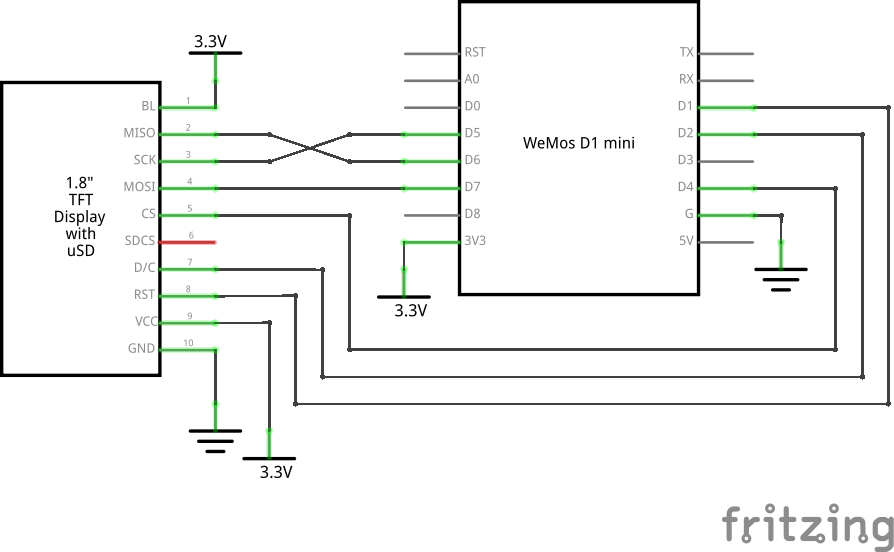 3.3V
RST
TX
A0
RX
BL
1
D0
D1
MISO
2
D5
WeMos D1 mini
D2
SCK
3
D6
D3
1.8"
TFT
Display
with
uSD
MOSI
4
D7
D4
CS
5
D8
G
SDCS
6
3V3
5V
D/C
7
RST
8
3.3V
VCC
9
GND
10
3.3V
fritzing